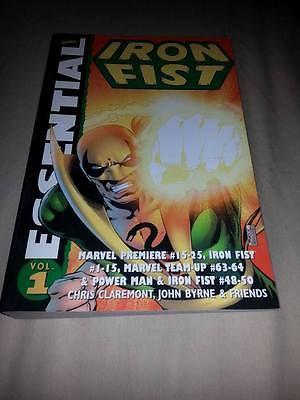 ESSENTIAL
VOL.
1
IRON
FIST
MARVEL PREMIERE #15-25, IRON FIST
#1-15, MARVEL TEAM-UP #63-64
& POWER MAN & IRON FIST #48-50
CHRIS CLAREMONT, JOHN BYRNE & FRIENDS